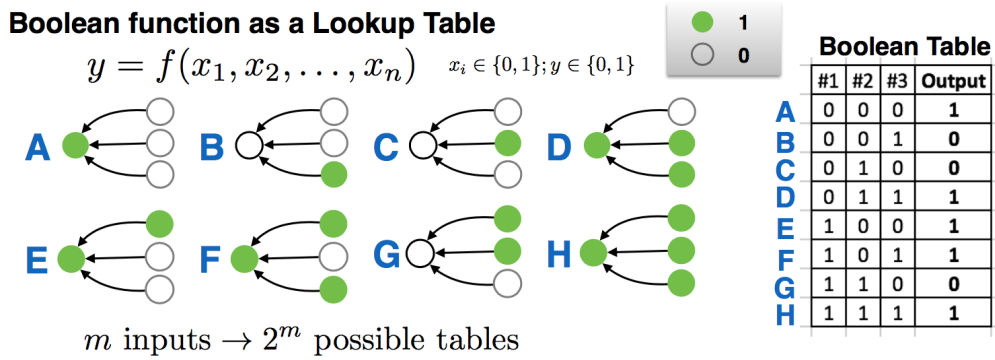 Boolean function as a Lookup Table
y = f(x₁, x₂, . . . , xₙ)
xᵢ ∈ {0, 1}; y ∈ {0, 1}
1
0
A
B
C
D
E
F
G
H
m inputs → 2ᵐ possible tables
Boolean Table
#1 #2 #3 Output
A 0 0 0 1
B 0 0 1 0
C 0 1 0 0
D 0 1 1 1
E 1 0 0 1
F 1 0 1 1
G 1 1 0 0
H 1 1 1 1